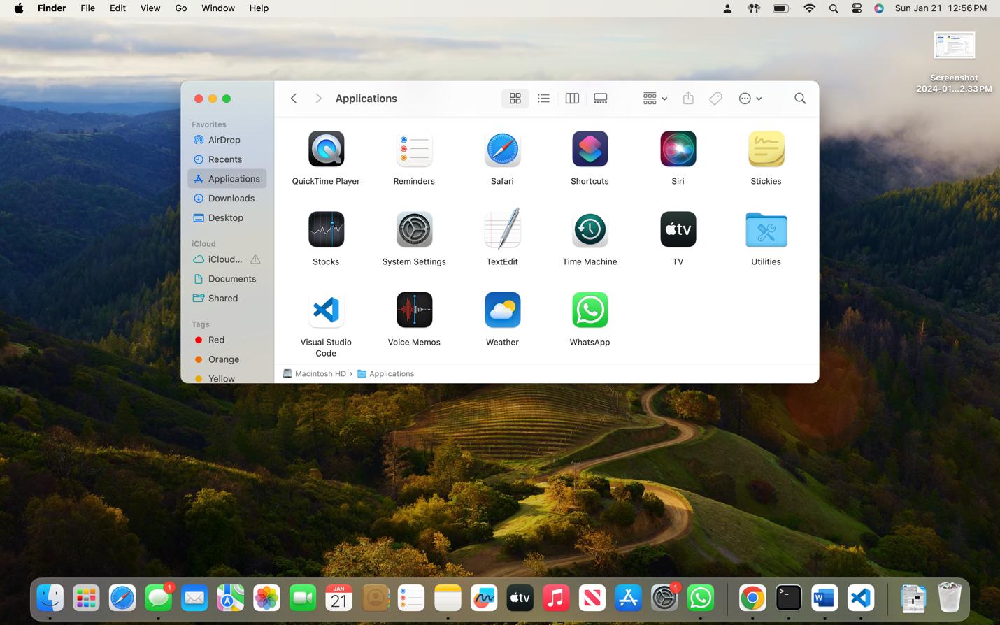 Finder File Edit View Go Window Help Sun Jan 21 12:56 PM
Screenshot
2024-01...2.33 PM
Applications
Favorites
AirDrop
Recents
Applications
Downloads
Desktop
iCloud
iCloud...
Documents
Shared
Tags
Red
Orange
Yellow
QuickTime Player Reminders Safari Shortcuts Siri Stickies
tv
Stocks System Settings TextEdit Time Machine TV Utilities
Visual Studio
Code
Voice Memos Weather WhatsApp
Macintosh HD › Applications
1
JAN
21
tv
1
>_
W
PDF